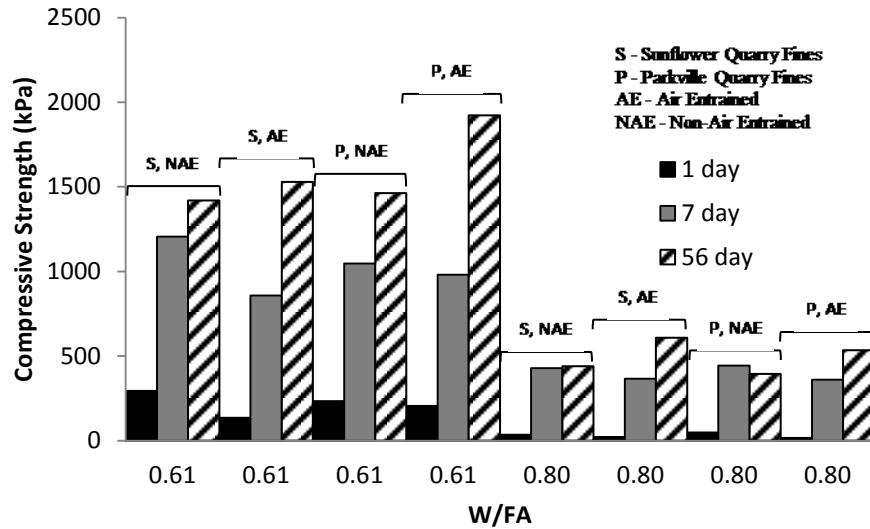 Compressive Strength (kPa)
2500
2000
1500
1000
500
0
S, NAE
S, AE
P, NAE
P, AE
S, NAE
S, AE
P, NAE
P, AE
S - Sunflower Quarry Fines
P - Parkville Quarry Fines
AE - Air Entrained
NAE - Non-Air Entrained
1 day
7 day
56 day
0.61 0.61 0.61 0.61 0.80 0.80 0.80 0.80
W/FA